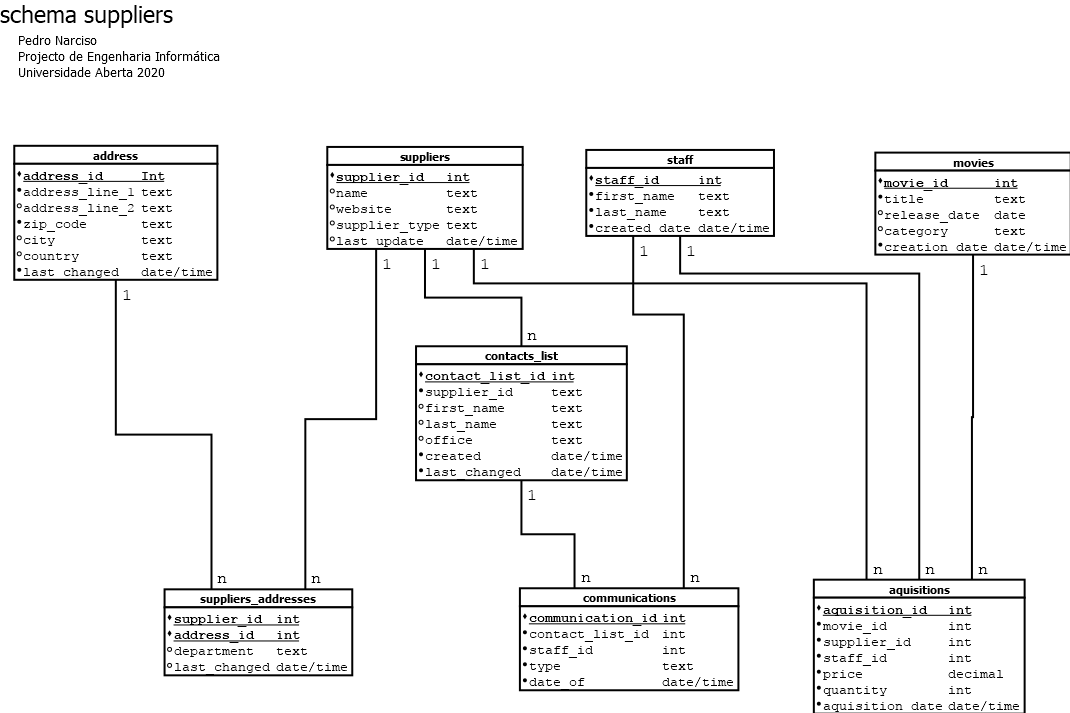 schema suppliers
Pedro Narciso
Projecto de Engenharia Informática
Universidade Aberta 2020
address
address_id Int
address_line_1 text
address_line_2 text
zip_code text
city text
country text
last_changed date/time
suppliers
supplier_id int
name text
website text
supplier_type text
last_update date/time
staff
staff_id int
first_name text
last_name text
created_date date/time
movies
movie_id int
title text
release_date date
category text
creation_date date/time
1
1
1
1
1
1
1
n
contacts_list
contact_list_id int
supplier_id text
first_name text
last_name text
office text
created date/time
last_changed date/time
1
n
n
n
n
n
n
n
suppliers_addresses
supplier_id int
address_id int
department text
last_changed date/time
communications
communication_id int
contact_list_id int
staff_id int
type text
date_of date/time
aquisitions
aquisition_id int
movie_id int
supplier_id int
staff_id int
price decimal
quantity int
aquisition_date date/time